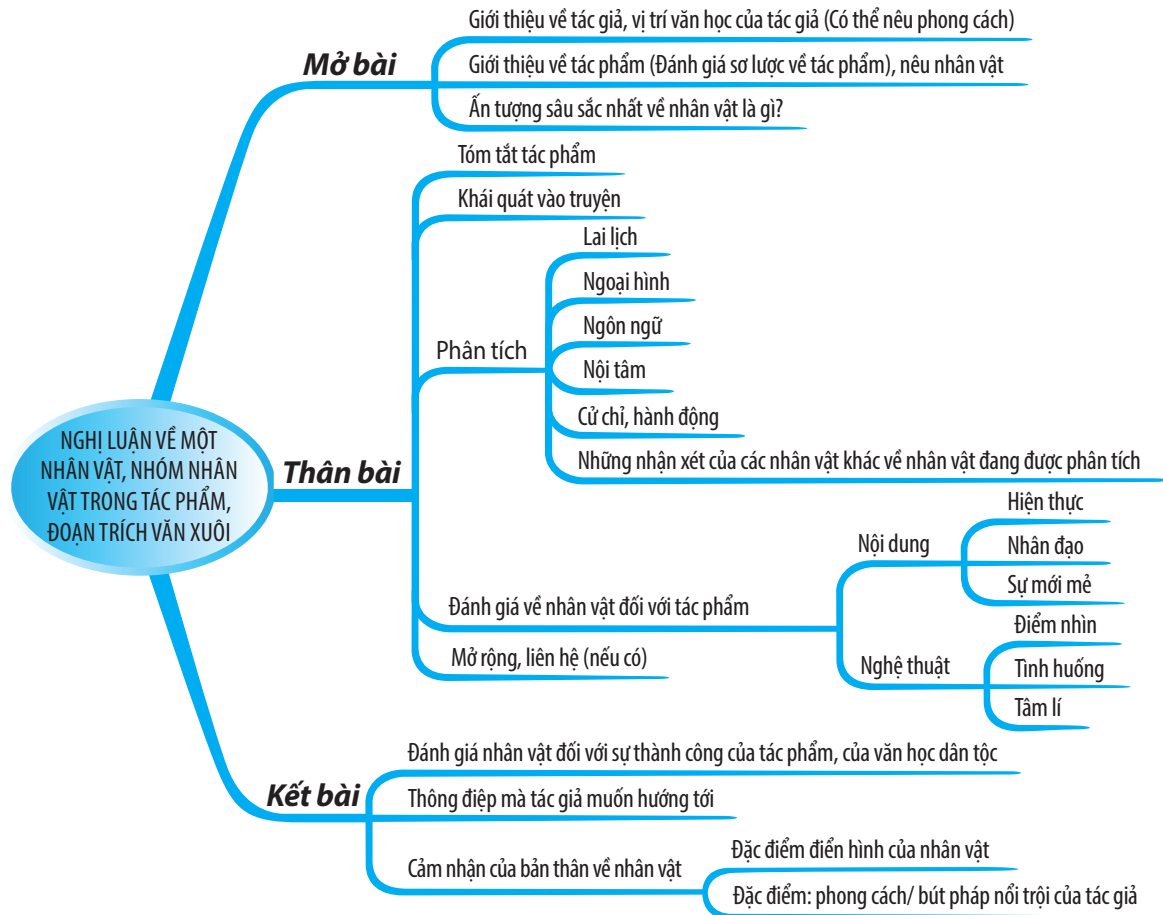 Giới thiệu về tác giả, vị trí văn học của tác giả (Có thể nêu phong cách)
Mở bài
Giới thiệu về tác phẩm (Đánh giá sơ lược về tác phẩm), nêu nhân vật
Ấn tượng sâu sắc nhất về nhân vật là gì?
Tóm tắt tác phẩm
Khái quát vào truyện
Lai lịch
Ngoại hình
Ngôn ngữ
Phân tích
Nội tâm
Cử chỉ, hành động
Những nhận xét của các nhân vật khác về nhân vật đang được phân tích
NGHỊ LUẬN VỀ MỘT
NHÂN VẬT, NHÓM NHÂN
VẬT TRONG TÁC PHẨM,
ĐOẠN TRÍCH VĂN XUÔI
Thân bài
Hiện thực
Nội dung
Nhân đạo
Sự mới mẻ
Đánh giá về nhân vật đối với tác phẩm
Điểm nhìn
Nghệ thuật
Tình huống
Tâm lí
Mở rộng, liên hệ (nếu có)
Đánh giá nhân vật đối với sự thành công của tác phẩm, của văn học dân tộc
Kết bài
Thông điệp mà tác giả muốn hướng tới
Cảm nhận của bản thân về nhân vật
Đặc điểm điển hình của nhân vật
Đặc điểm: phong cách/ bút pháp nổi trội của tác giả